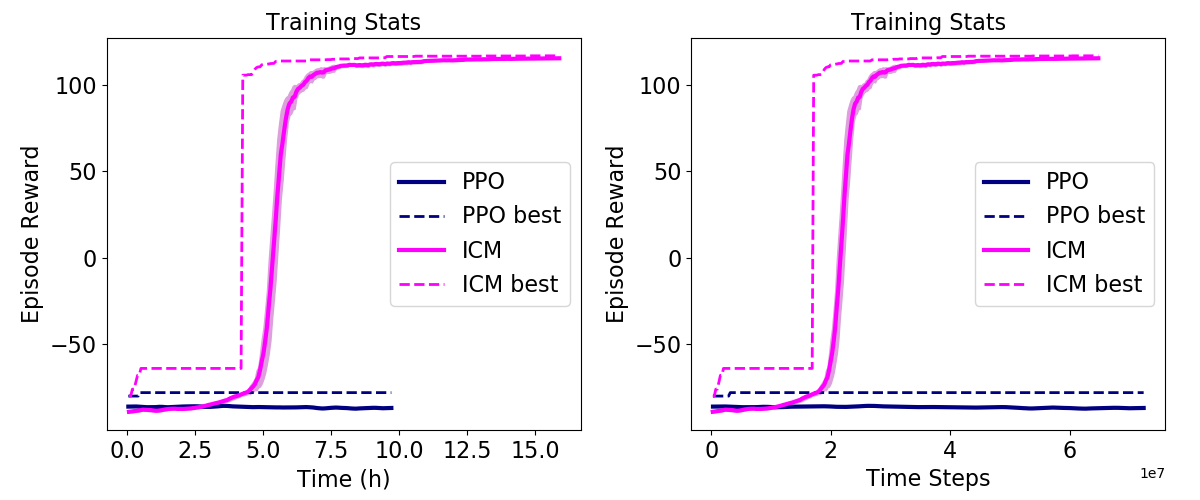 Training Stats
Episode Reward
100
50
0
−50
0.0 2.5 5.0 7.5 10.0 12.5 15.0
Time (h)
PPO
PPO best
ICM
ICM best
Training Stats
Episode Reward
100
50
0
−50
0 2 4 6
1e7
Time Steps
PPO
PPO best
ICM
ICM best